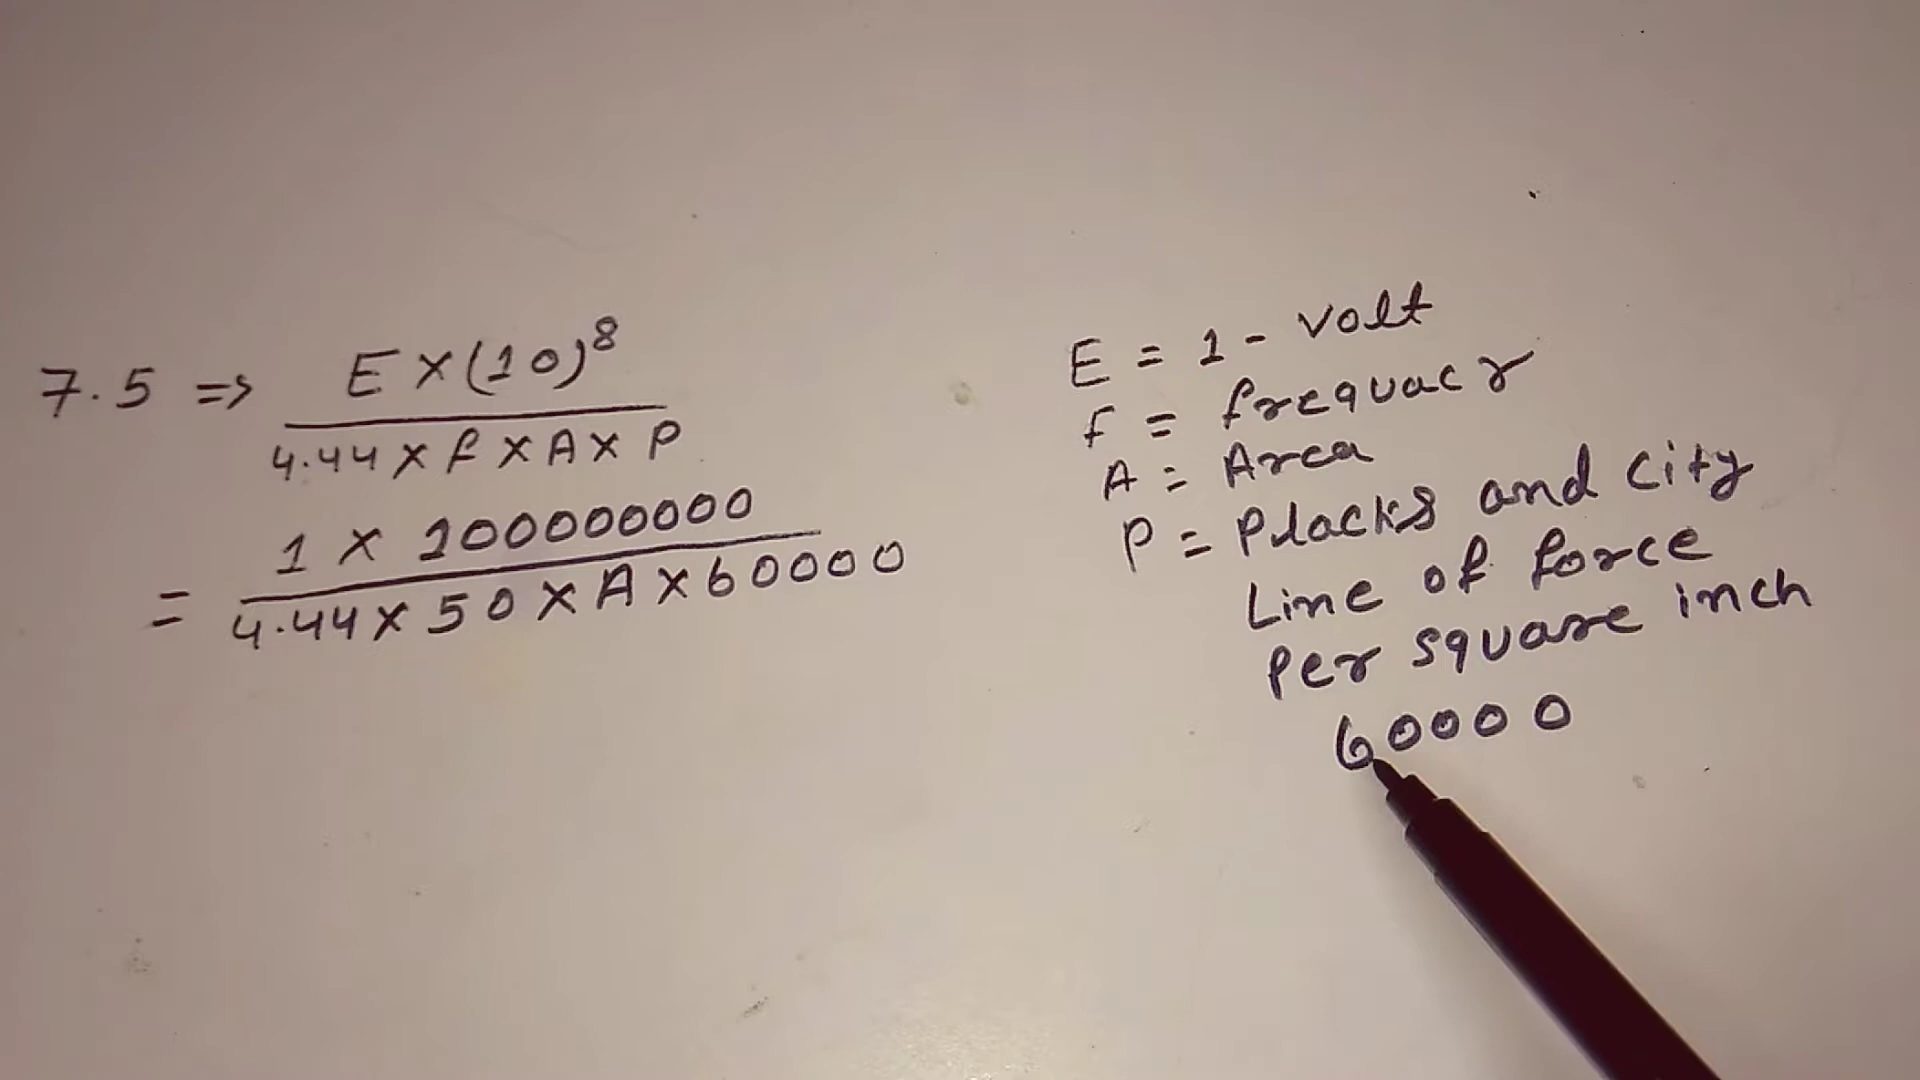 7.5 => E × (10)⁸
4.44 × f × A × P
= 1 × 100000000
4.44 × 50 × A × 60000
E = 1 - volt
f = frequacy
A = Area
P = Placks and city
Line of force
Per square inch
60000